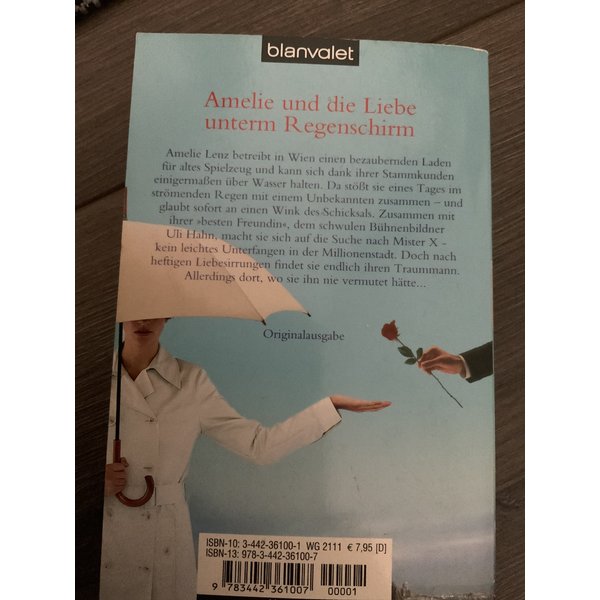 blanvalet
Amelie und die Liebe
unterm Regenschirm
Amelie Lenz betreibt in Wien einen bezaubernden Laden
für altes Spielzeug und kann sich dank ihrer Stammkunden
einigermaßen über Wasser halten. Da stößt sie eines Tages im
strömenden Regen mit einem Unbekannten zusammen – und
glaubt sofort an einen Wink des Schicksals. Zusammen mit
ihrer »besten Freundin«, dem schwulen Bühnenbildner
Uli Hahn, macht sie sich auf die Suche nach Mister X -
kein leichtes Unterfangen in der Millionenstadt. Doch nach
heftigen Liebesirrungen findet sie endlich ihren Traummann.
Allerdings dort, wo sie ihn nie vermutet hätte...
Originalausgabe
ISBN-10: 3-442-36100-1 WG 2111 € 7,95 [D]
ISBN-13: 978-3-442-36100-7
9 783442 361007 00001